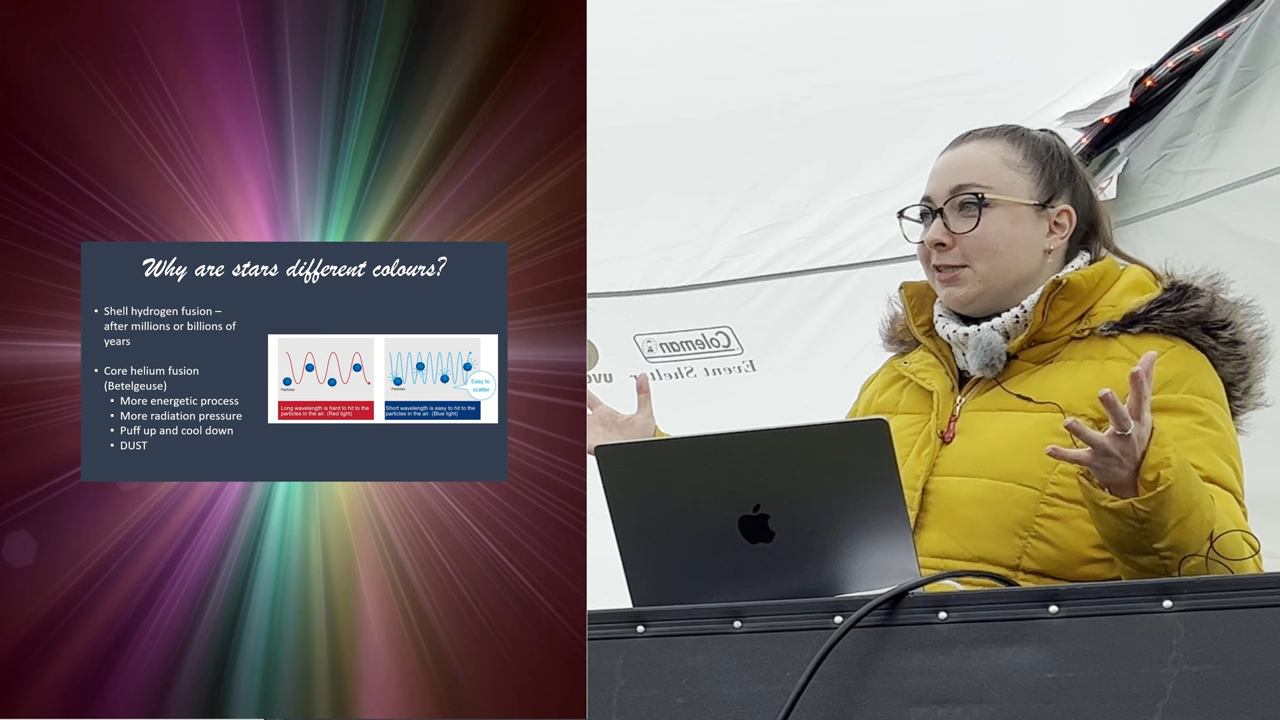 Why are stars different colours?
• Shell hydrogen fusion –
after millions or billions of
years
• Core helium fusion
(Betelgeuse)
• More energetic process
• More radiation pressure
• Puff up and cool down
• DUST
Particles
Long wavelength is hard to hit to the
particles in the air. (Red light)
Particles
Easy to
scatter
Short wavelength is easy to hit to the
particles in the air. (Blue light)
Coleman
Event Shelter